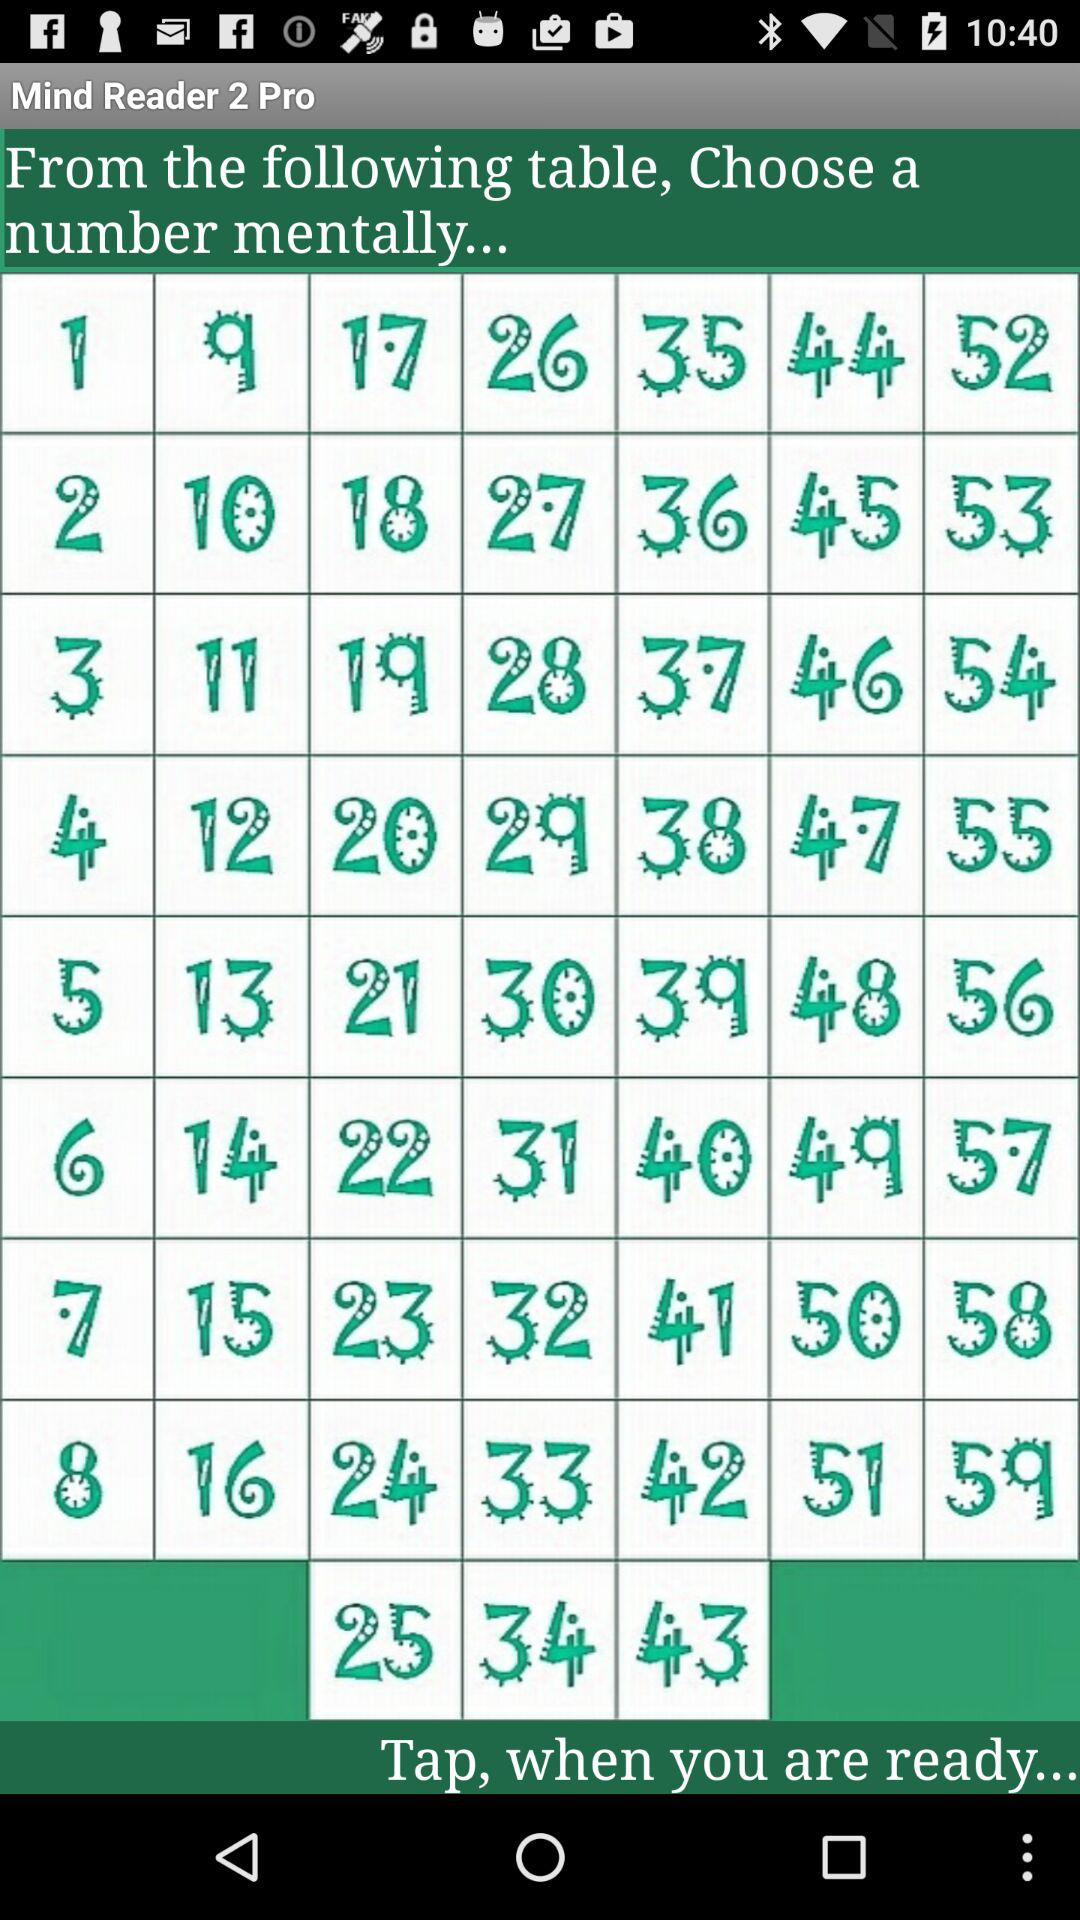 FAKE
10:40
Mind Reader 2 Pro
From the following table, Choose a
number mentally...
1 9 17 26 35 44 52
2 10 18 27 36 45 53
3 11 19 28 37 46 54
4 12 20 29 38 47 55
5 13 21 30 39 48 56
6 14 22 31 40 49 57
7 15 23 32 41 50 58
8 16 24 33 42 51 59
25 34 43
Tap, when you are ready...